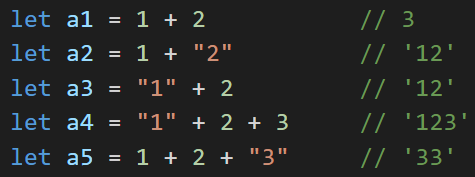 let a1 = 1 + 2 // 3
let a2 = 1 + "2" // '12'
let a3 = "1" + 2 // '12'
let a4 = "1" + 2 + 3 // '123'
let a5 = 1 + 2 + "3" // '33'